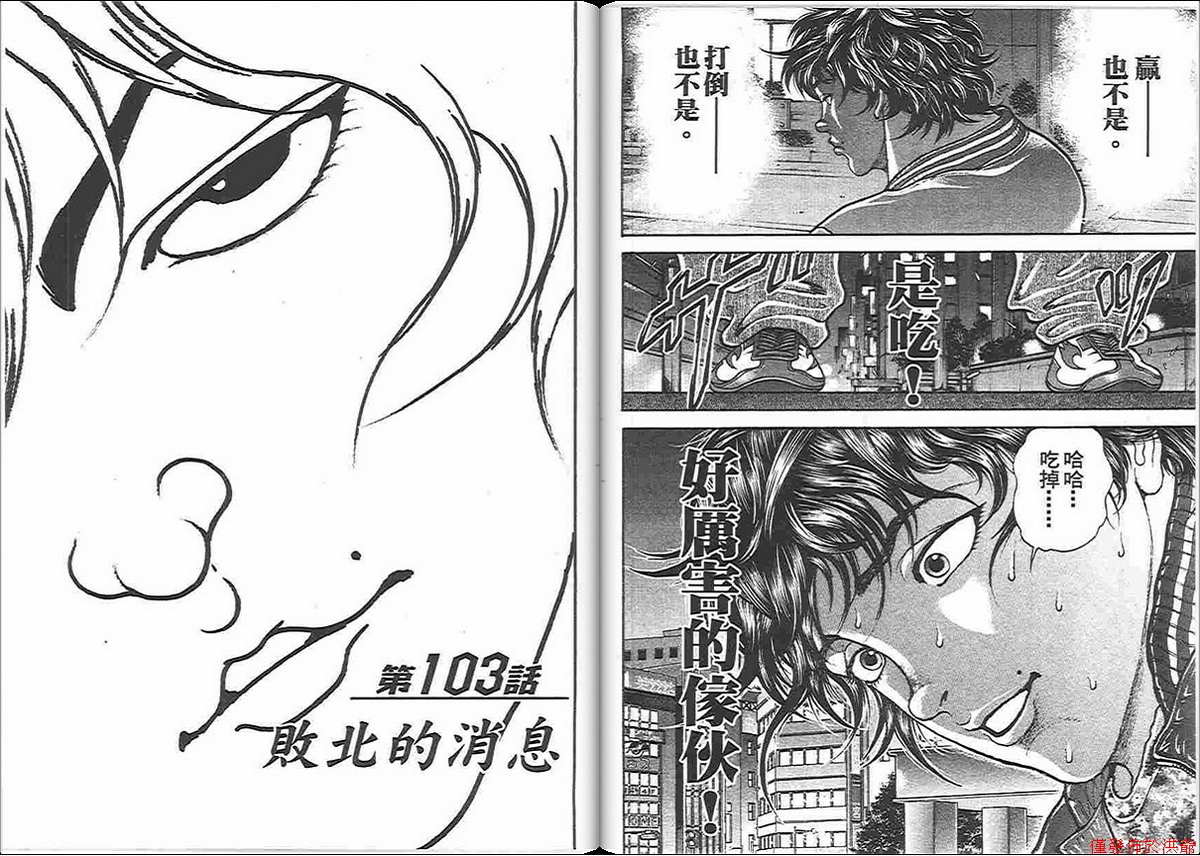 贏——
也不是。
打倒——
也不是。
是吃！
哈哈…
吃掉……
好厲害的傢伙！
第103話
敗北的消息